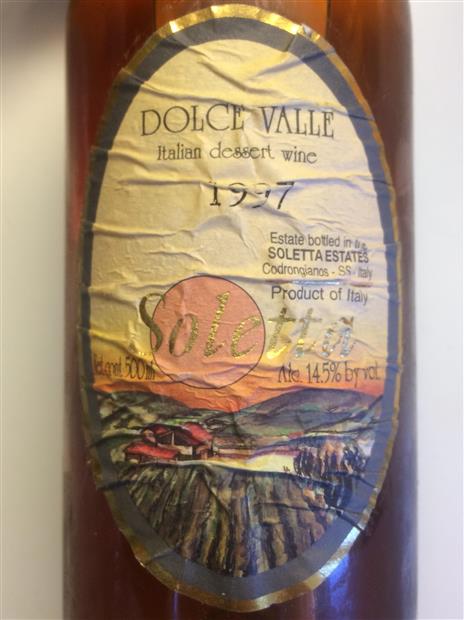 DOLCE VALLE
Italian dessert wine
1997
Estate bottled in
SOLETTA ESTATES
Codrongianos - SS - Italy
Product of Italy
Soletta
Net.cont. 500 ml
Alc. 14.5% by vol.